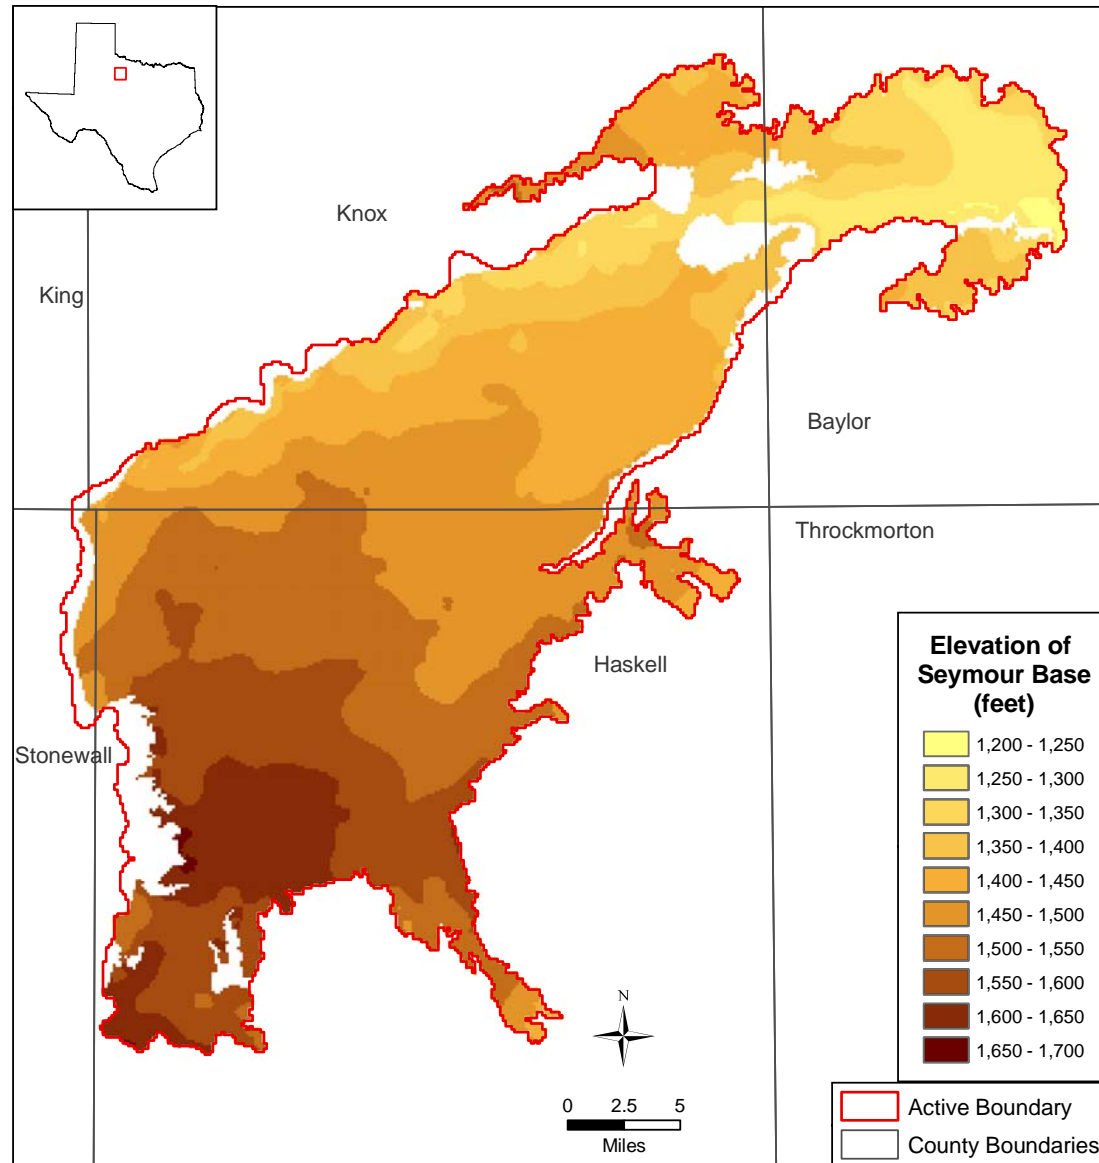 Knox
King
Baylor
Throckmorton
Haskell
Stonewall
Elevation of
Seymour Base
(feet)
1,200 - 1,250
1,250 - 1,300
1,300 - 1,350
1,350 - 1,400
1,400 - 1,450
1,450 - 1,500
1,500 - 1,550
1,550 - 1,600
1,600 - 1,650
1,650 - 1,700
N
0 2.5 5
Miles
Active Boundary
County Boundaries